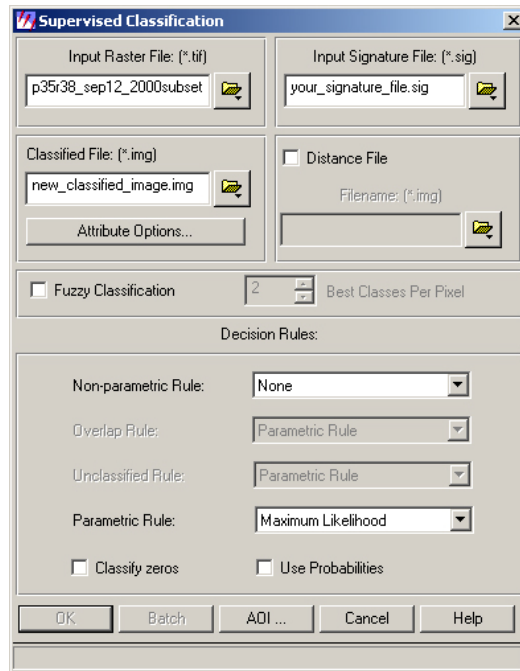 Supervised Classification
Input Raster File: (*.tif)
Input Signature File: (*.sig)
p35r38_sep12_2000subset
your_signature_file.sig
Classified File: (*.img)
Distance File
new_classified_image.img
Filename: (*.img)
Attribute Options...
Fuzzy Classification
2
Best Classes Per Pixel
Decision Rules:
Non-parametric Rule:
None
Overlap Rule:
Parametric Rule
Unclassified Rule:
Parametric Rule
Parametric Rule:
Maximum Likelihood
Classify zeros
Use Probabilities
OK
Batch
AOI ...
Cancel
Help